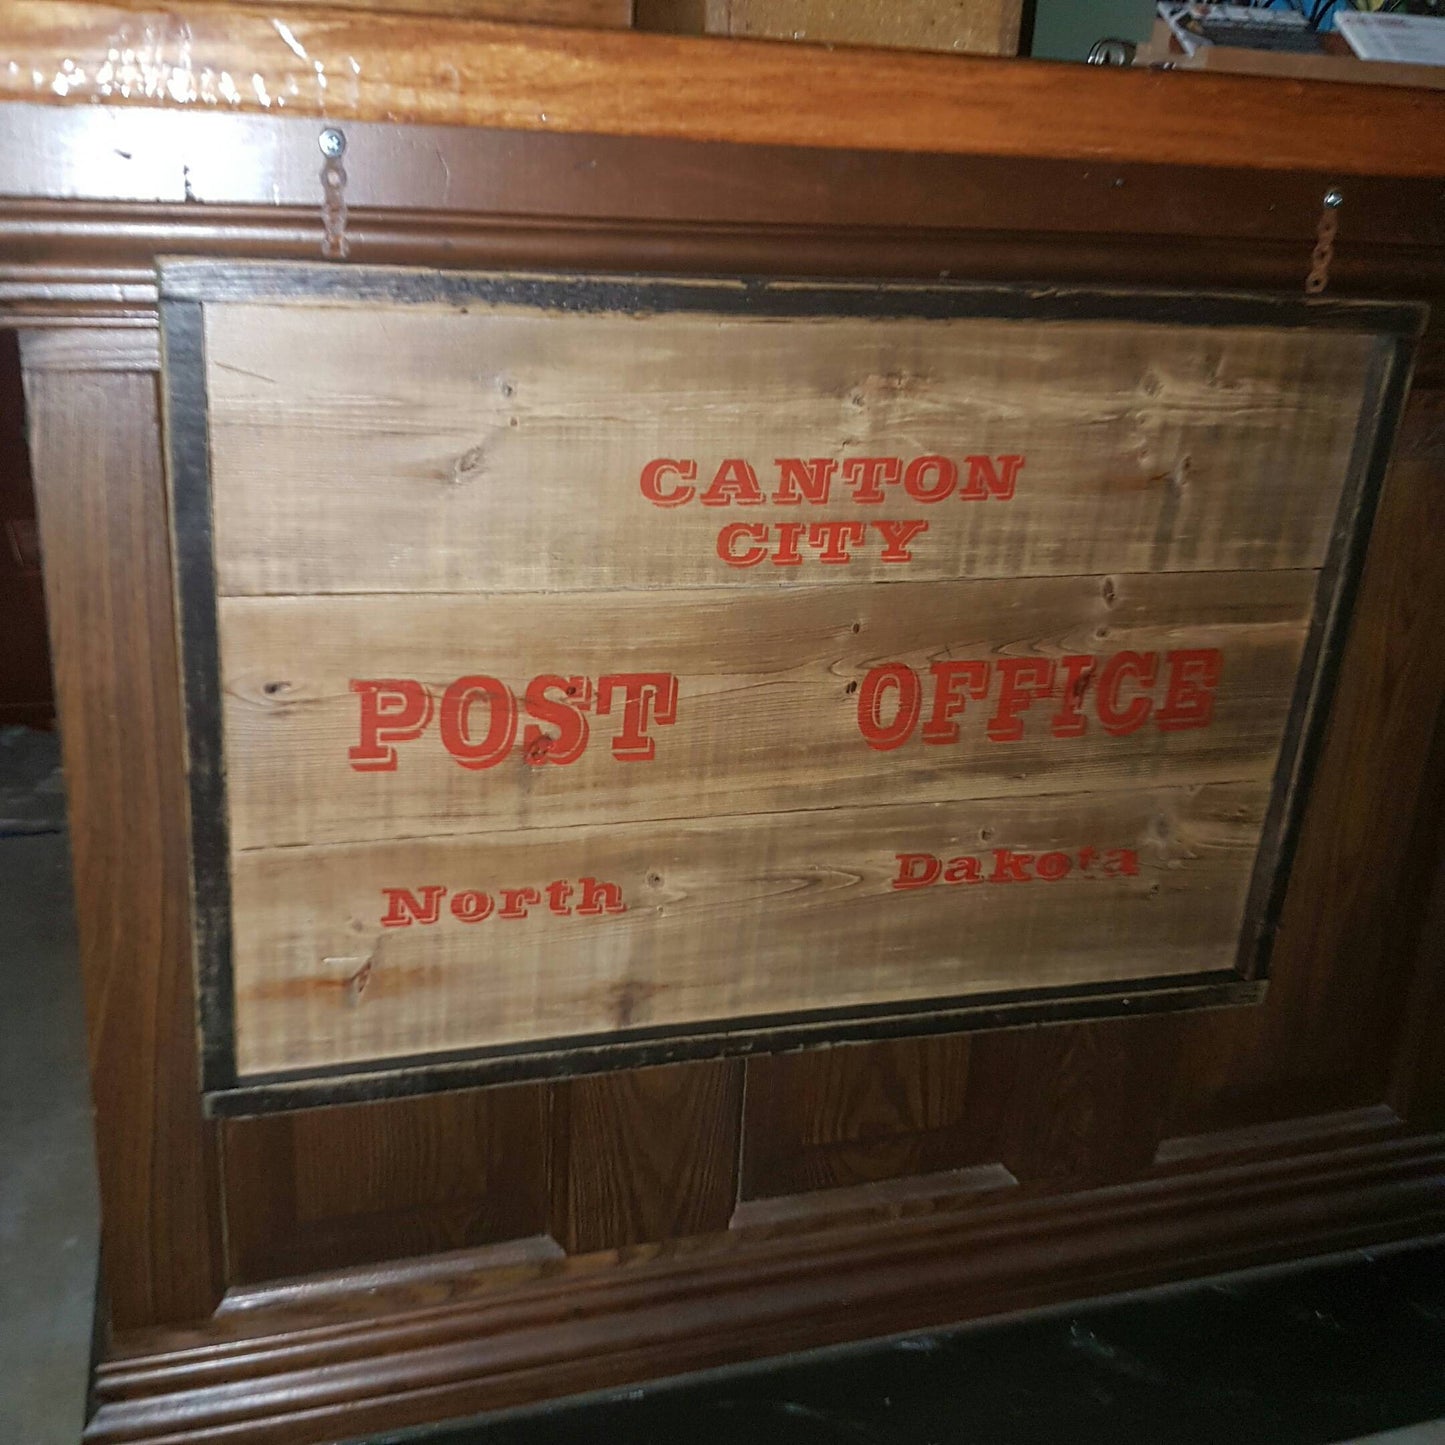 CANTON
CITY
POST OFFICE
North Dakota